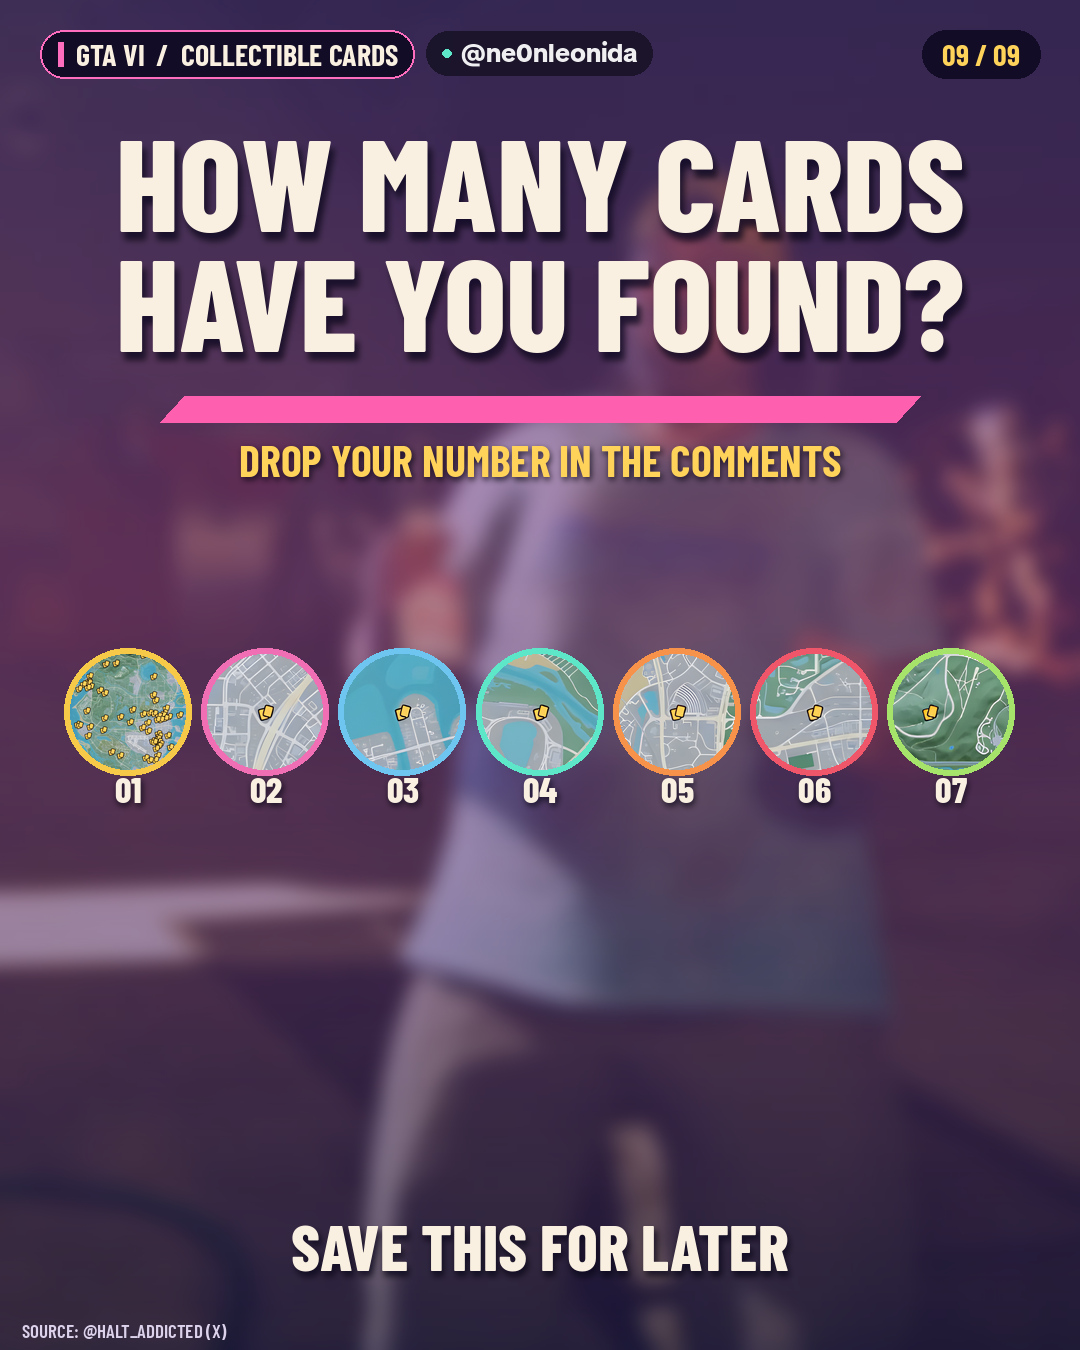 GTA VI / COLLECTIBLE CARDS
@ne0nleonida
09 / 09
HOW MANY CARDS
HAVE YOU FOUND?
DROP YOUR NUMBER IN THE COMMENTS
01 02 03 04 05 06 07
SAVE THIS FOR LATER
SOURCE: @HALT_ADDICTED (X)